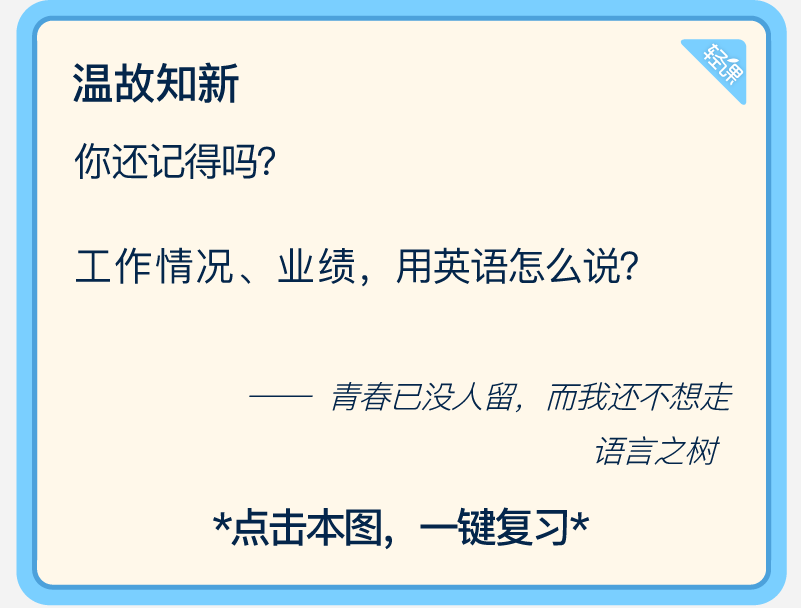 轻课
温故知新
你还记得吗？
工作情况、业绩，用英语怎么说？
—— 青春已没人留，而我还不想走
语言之树
*点击本图，一键复习*